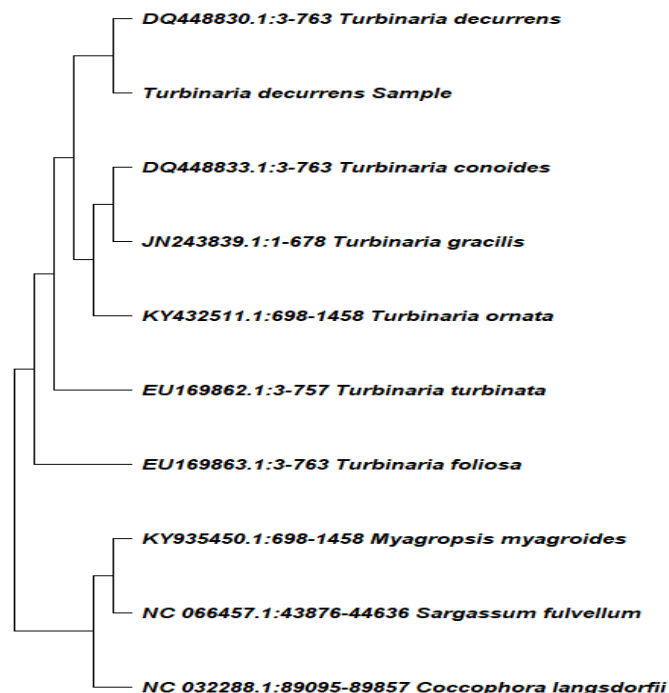 DQ448830.1:3-763 Turbinaria decurrens
Turbinaria decurrens Sample
DQ448833.1:3-763 Turbinaria conoides
JN243839.1:1-678 Turbinaria gracilis
KY432511.1:698-1458 Turbinaria ornata
EU169862.1:3-757 Turbinaria turbinata
EU169863.1:3-763 Turbinaria foliosa
KY935450.1:698-1458 Myagropsis myagroides
NC 066457.1:43876-44636 Sargassum fulvellum
NC 032288.1:89095-89857 Coccophora langsdorfii